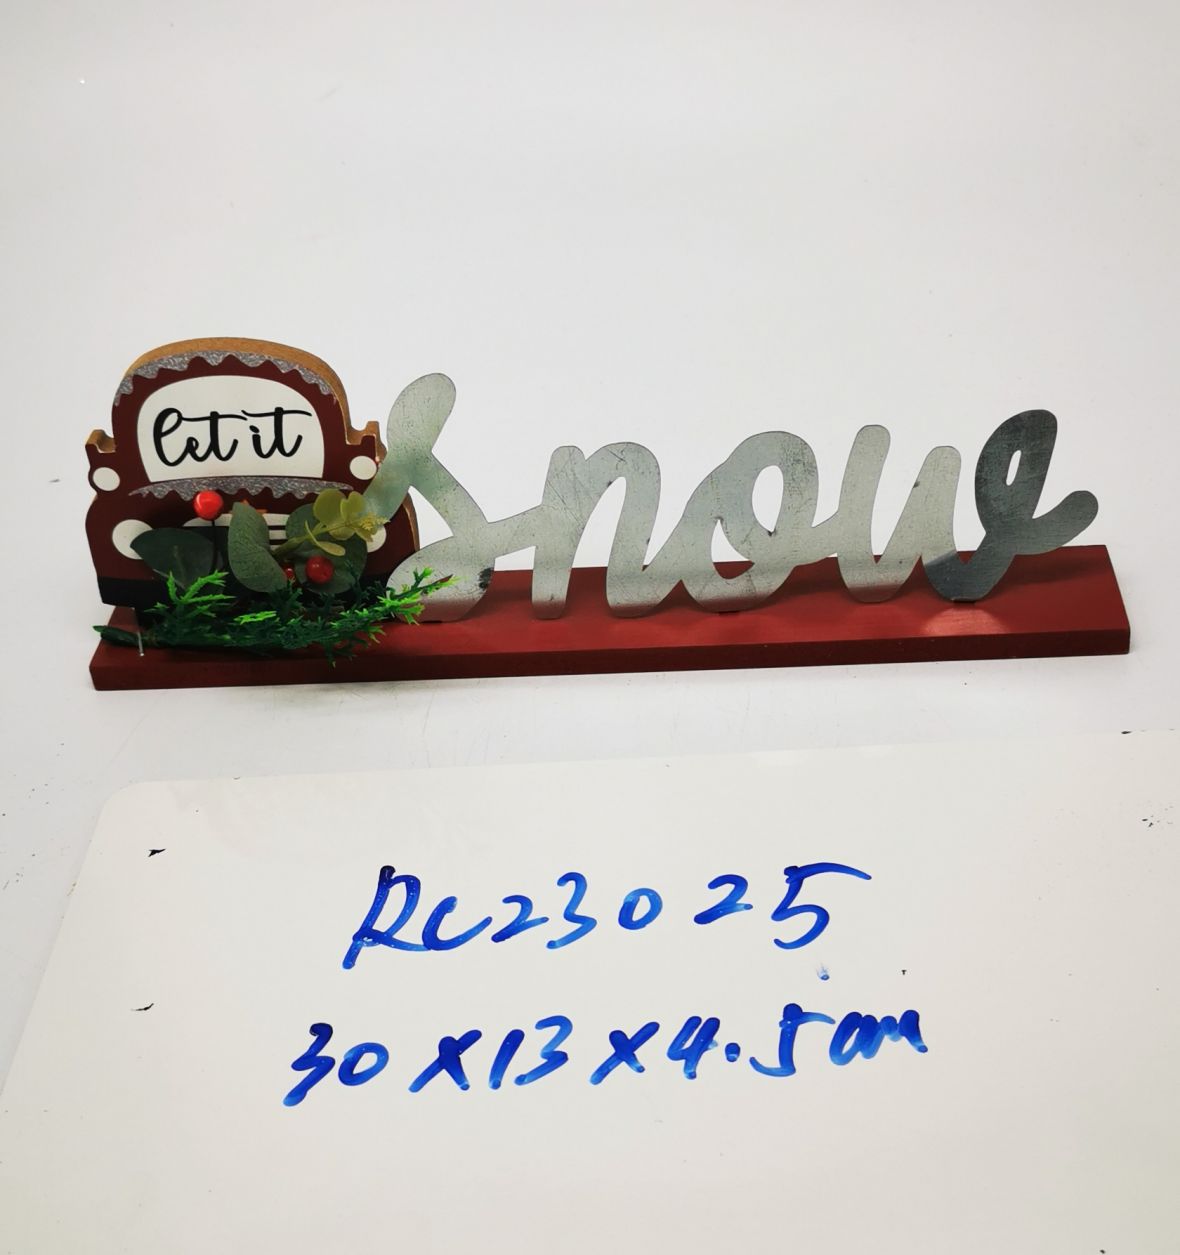 let it
snow
RC23025
30X13X4.5cm